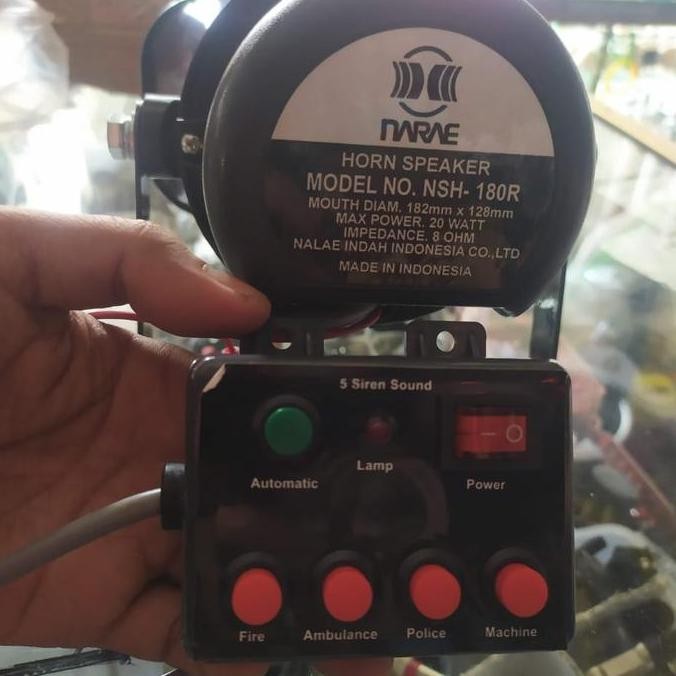 NARAE
HORN SPEAKER
MODEL NO. NSH- 180R
MOUTH DIAM. 182mm x 128mm
MAX POWER. 20 WATT
IMPEDANCE. 8 OHM
NALAE INDAH INDONESIA CO.,LTD
MADE IN INDONESIA
5 Siren Sound
Automatic
Lamp
Power
Fire
Ambulance
Police
Machine